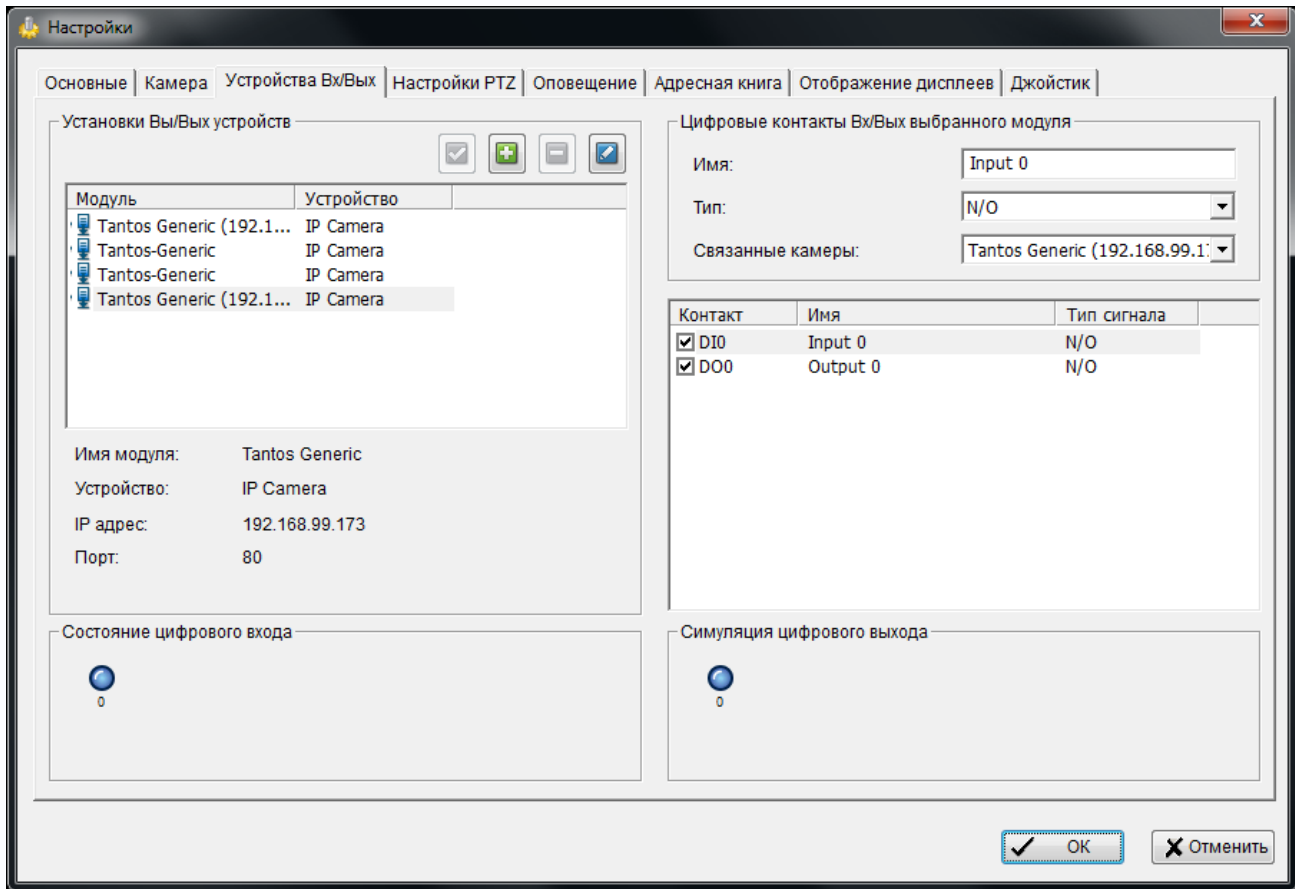 Настройки
Основные Камера Устройства Вх/Вых Настройки PTZ Оповещение Адресная книга Отображение дисплеев Джойстик
Установки Вы/Вых устройств
Модуль Устройство
Tantos Generic (192.1... IP Camera
Tantos-Generic IP Camera
Tantos-Generic IP Camera
Tantos Generic (192.1... IP Camera
Имя модуля: Tantos Generic
Устройство: IP Camera
IP адрес: 192.168.99.173
Порт: 80
Цифровые контакты Вх/Вых выбранного модуля
Имя: Input 0
Тип: N/O
Связанные камеры: Tantos Generic (192.168.99.1
Контакт Имя Тип сигнала
DI0 Input 0 N/O
DO0 Output 0 N/O
Состояние цифрового входа
0
Симуляция цифрового выхода
0
OK Отменить